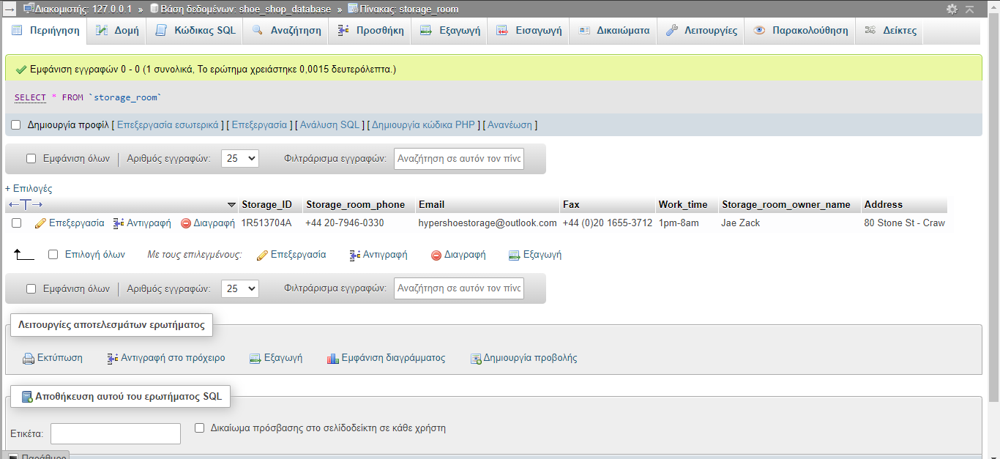 Διακομιστής: 127.0.0.1 » Βάση δεδομένων: shoe_shop_database » Πίνακας: storage_room
Περιήγηση Δομή Κώδικας SQL Αναζήτηση Προσθήκη Εξαγωγή Εισαγωγή Δικαιώματα Λειτουργίες Παρακολούθηση Δείκτες
Εμφάνιση εγγραφών 0 - 0 (1 συνολικά, Το ερώτημα χρειάστηκε 0,0015 δευτερόλεπτα.)
SELECT * FROM `storage_room`
Δημιουργία προφίλ [ Επεξεργασία εσωτερικά ] [ Επεξεργασία ] [ Ανάλυση SQL ] [ Δημιουργία κώδικα PHP ] [ Ανανέωση ]
Εμφάνιση όλων Αριθμός εγγραφών: 25 Φιλτράρισμα εγγραφών: Αναζήτηση σε αυτόν τον πίνα
+ Επιλογές
←T→ Storage_ID Storage_room_phone Email Fax Work_time Storage_room_owner_name Address
Επεξεργασία Αντιγραφή Διαγραφή 1R513704A +44 20-7946-0330 hypershoestorage@outlook.com +44 (0)20 1655-3712 1pm-8am Jae Zack 80 Stone St - Craw
Επιλογή όλων Με τους επιλεγμένους: Επεξεργασία Αντιγραφή Διαγραφή Εξαγωγή
Εμφάνιση όλων Αριθμός εγγραφών: 25 Φιλτράρισμα εγγραφών: Αναζήτηση σε αυτόν τον πίνα
Λειτουργίες αποτελεσμάτων ερωτήματος
Εκτύπωση Αντιγραφή στο πρόχειρο Εξαγωγή Εμφάνιση διαγράμματος Δημιουργία προβολής
Αποθήκευση αυτού του ερωτήματος SQL
Ετικέτα: Δικαίωμα πρόσβασης στο σελίδοδείκτη σε κάθε χρήστη
Παράθυρο